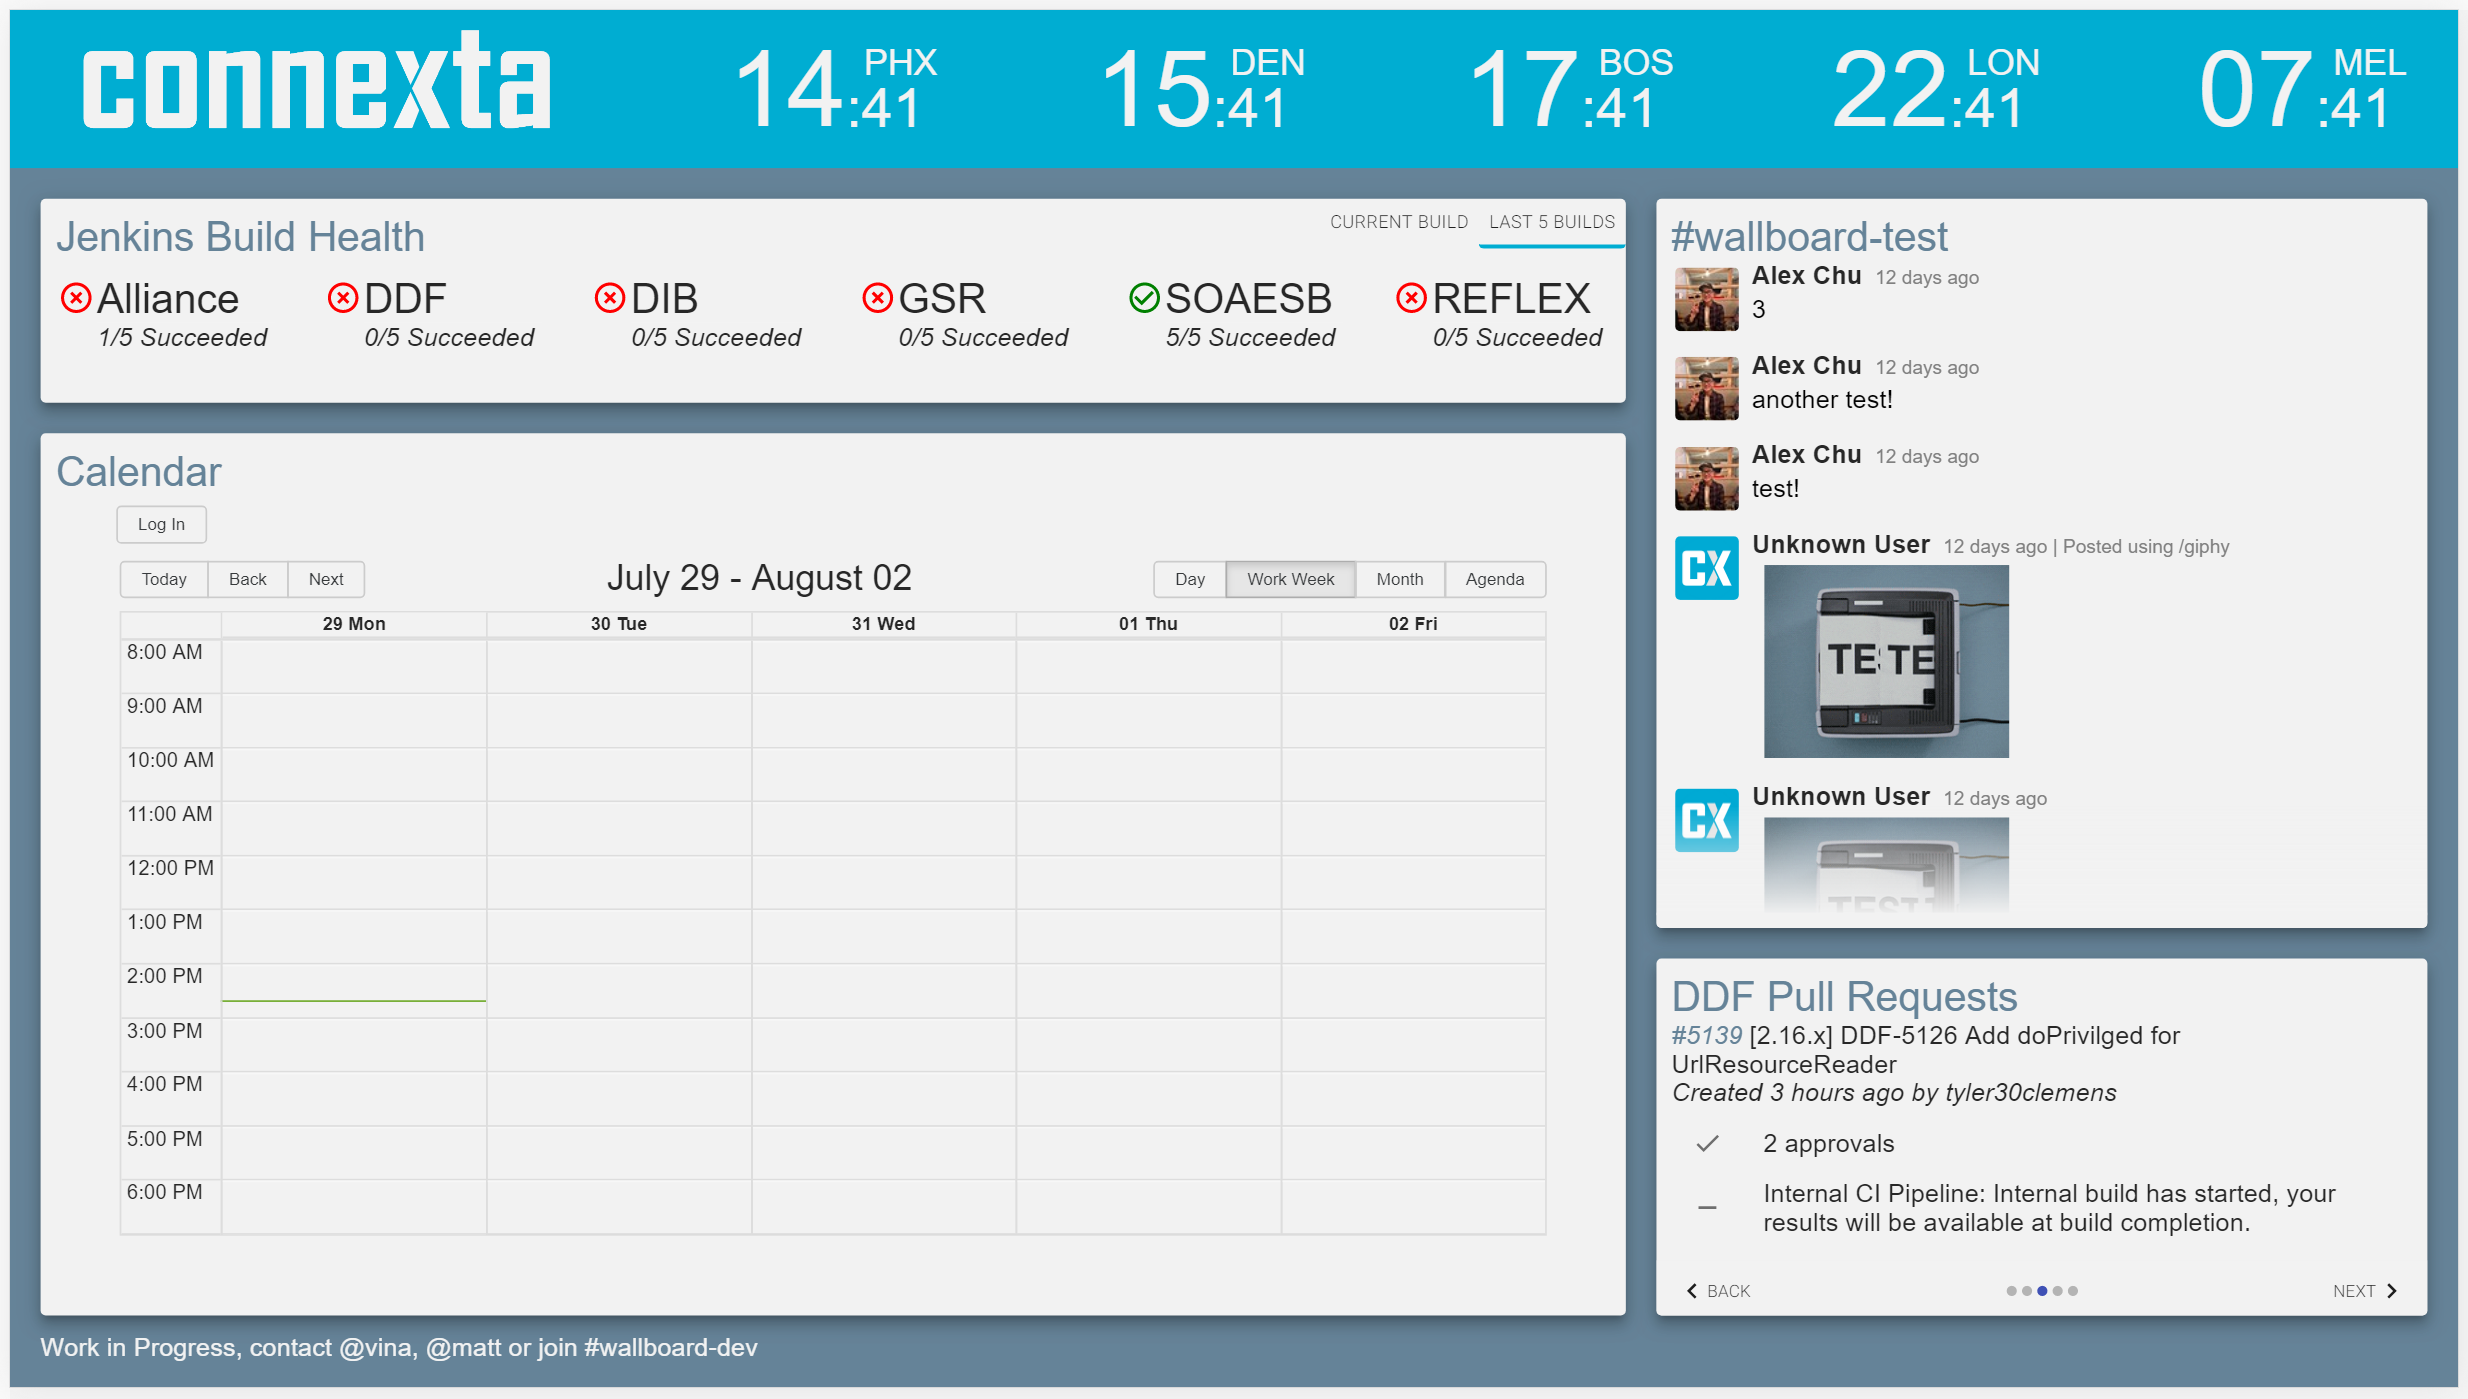 connexta
14:41 PHX
15:41 DEN
17:41 BOS
22:41 LON
07:41 MEL
Jenkins Build Health
CURRENT BUILD LAST 5 BUILDS
Alliance
1/5 Succeeded
DDF
0/5 Succeeded
DIB
0/5 Succeeded
GSR
0/5 Succeeded
SOAESB
5/5 Succeeded
REFLEX
0/5 Succeeded
Calendar
Log In
Today Back Next
July 29 - August 02
Day Work Week Month Agenda
29 Mon 30 Tue 31 Wed 01 Thu 02 Fri
8:00 AM
9:00 AM
10:00 AM
11:00 AM
12:00 PM
1:00 PM
2:00 PM
3:00 PM
4:00 PM
5:00 PM
6:00 PM
#wallboard-test
Alex Chu 12 days ago
3
Alex Chu 12 days ago
another test!
Alex Chu 12 days ago
test!
CX
Unknown User 12 days ago | Posted using /giphy
TES TE
CX
Unknown User 12 days ago
TEST
DDF Pull Requests
#5139 [2.16.x] DDF-5126 Add doPrivilged for
UrlResourceReader
Created 3 hours ago by tyler30clemens
2 approvals
Internal CI Pipeline: Internal build has started, your
results will be available at build completion.
BACK NEXT
Work in Progress, contact @vina, @matt or join #wallboard-dev